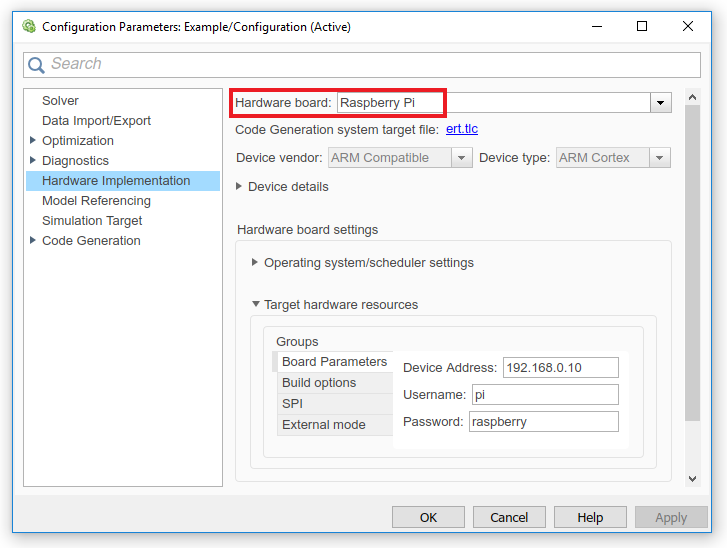 Configuration Parameters: Example/Configuration (Active)
Search
Solver
Data Import/Export
Optimization
Diagnostics
Hardware Implementation
Model Referencing
Simulation Target
Code Generation
Hardware board: Raspberry Pi
Code Generation system target file: ert.tlc
Device vendor: ARM Compatible Device type: ARM Cortex
Device details
Hardware board settings
Operating system/scheduler settings
Target hardware resources
Groups
Board Parameters
Build options
SPI
External mode
Device Address: 192.168.0.10
Username: pi
Password: raspberry
OK Cancel Help Apply